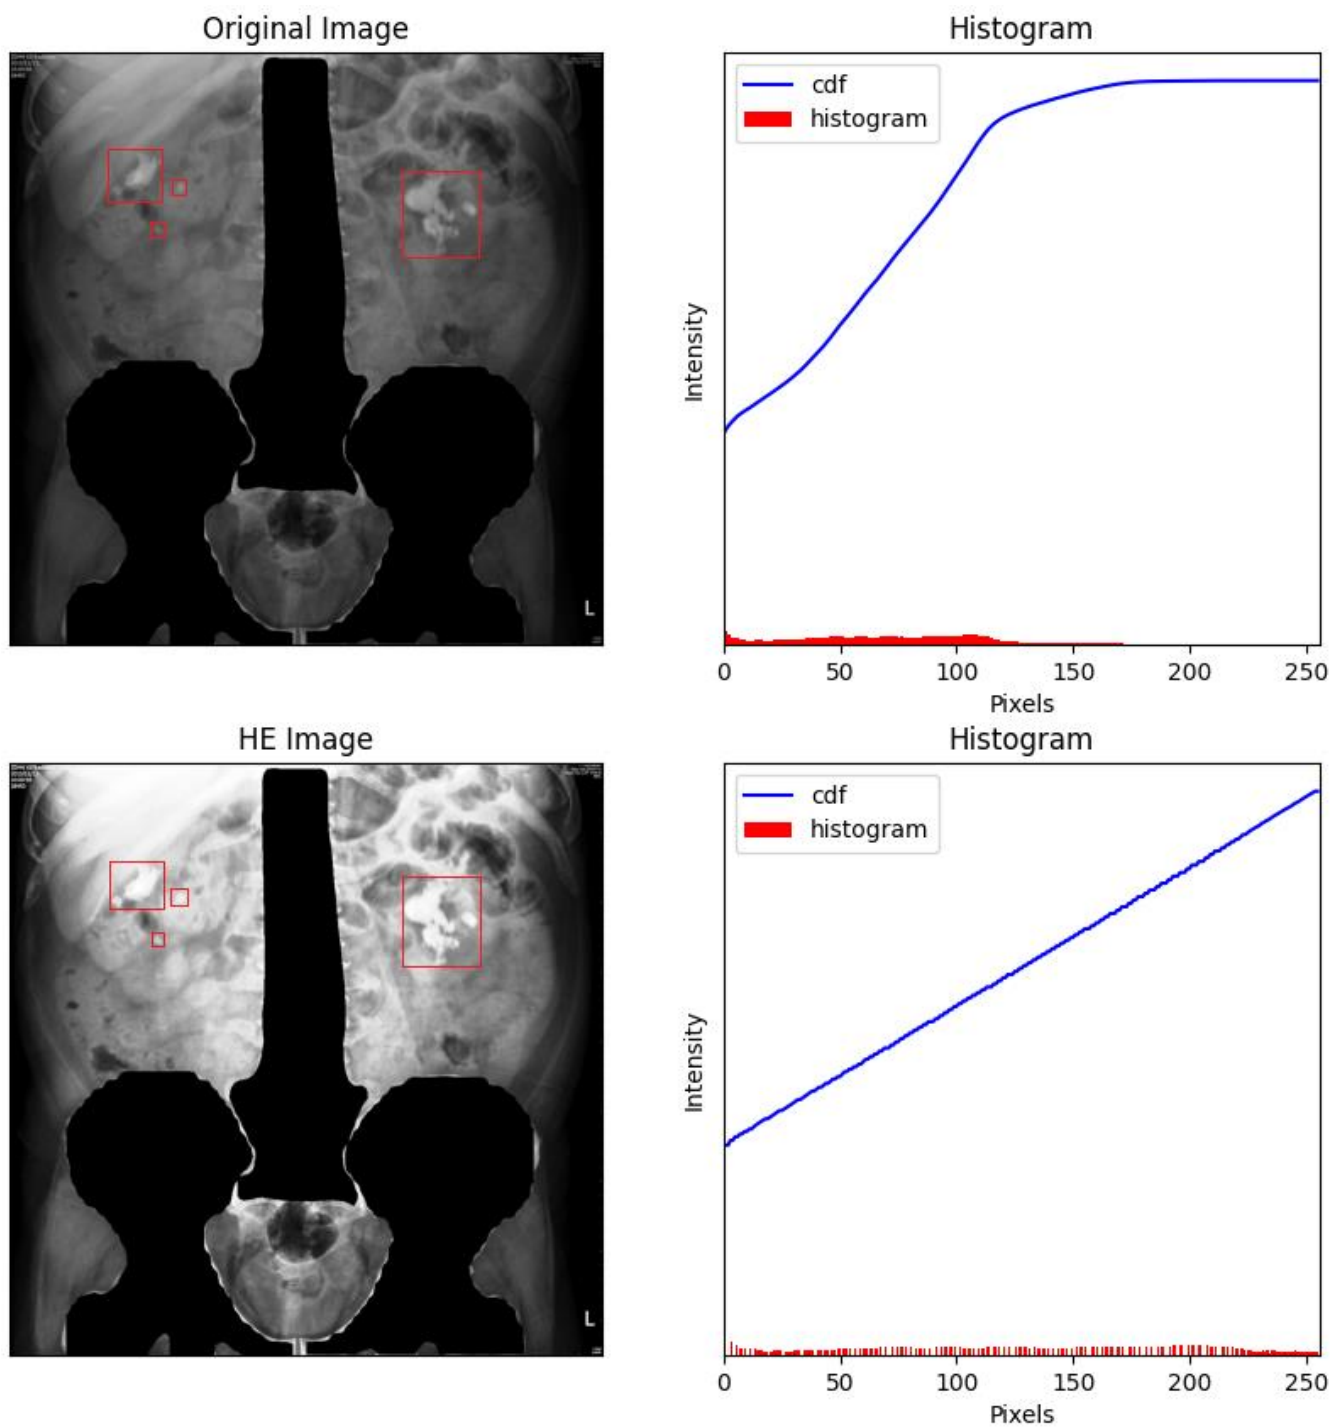 Original Image
Histogram
cdf
histogram
Intensity
L
0 50 100 150 200 250
Pixels
HE Image
Histogram
cdf
histogram
Intensity
L
0 50 100 150 200 250
Pixels